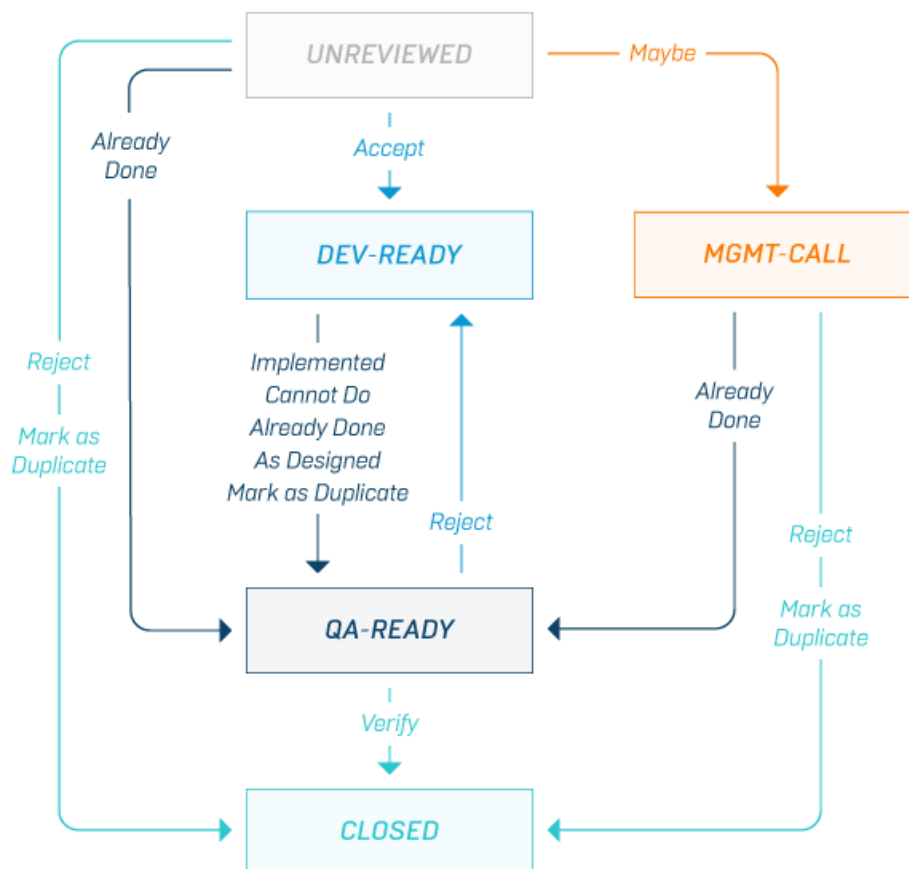 UNREVIEWED
Maybe
Already
Done
Accept
DEV-READY
MGMT-CALL
Reject
Mark as
Duplicate
Implemented
Cannot Do
Already Done
As Designed
Mark as Duplicate
Reject
Already
Done
Reject
Mark as
Duplicate
QA-READY
Verify
CLOSED